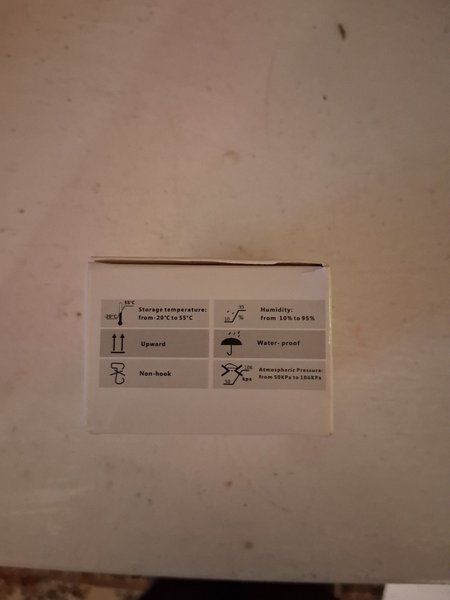 55°C
-20°C
Storage temperature:
from -20°C to 55°C
95
10
%
Humidity:
from 10% to 95%
Upward
Water- proof
Non-hook
106
50
kpa
Atmospheric Pressure:
from 50KPa to 106KPa